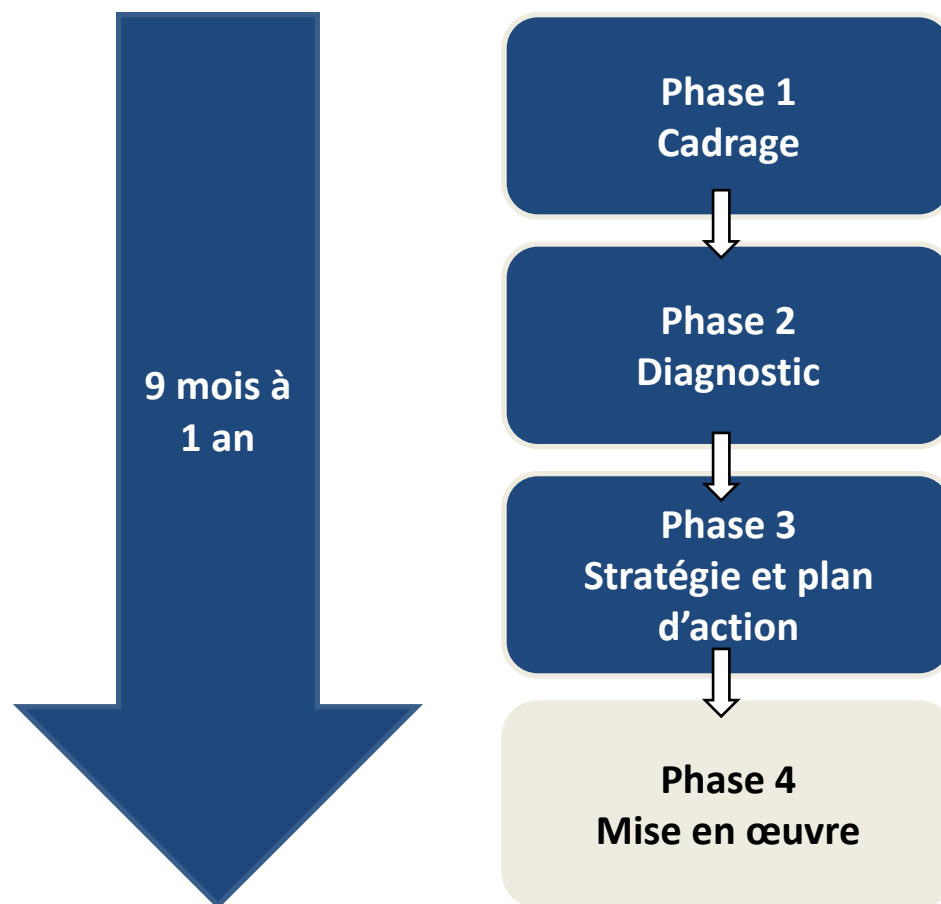 9 mois à
1 an
Phase 1
Cadrage
Phase 2
Diagnostic
Phase 3
Stratégie et plan
d’action
Phase 4
Mise en œuvre